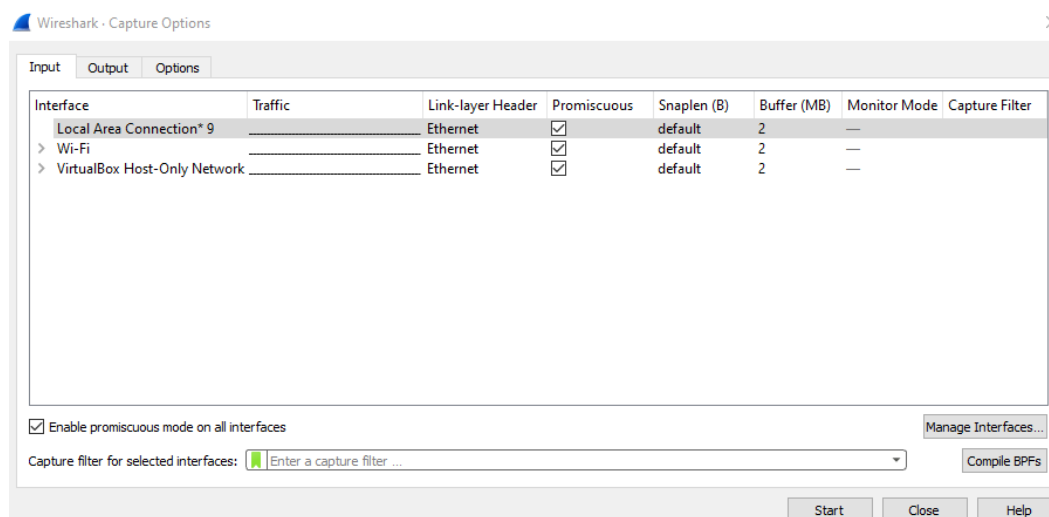 Wireshark · Capture Options
Input Output Options
Interface Traffic Link-layer Header Promiscuous Snaplen (B) Buffer (MB) Monitor Mode Capture Filter
Local Area Connection* 9 Ethernet default 2 —
Wi-Fi Ethernet default 2 —
VirtualBox Host-Only Network Ethernet default 2 —
Enable promiscuous mode on all interfaces
Manage Interfaces...
Capture filter for selected interfaces: Enter a capture filter ...
Compile BPFs
Start Close Help